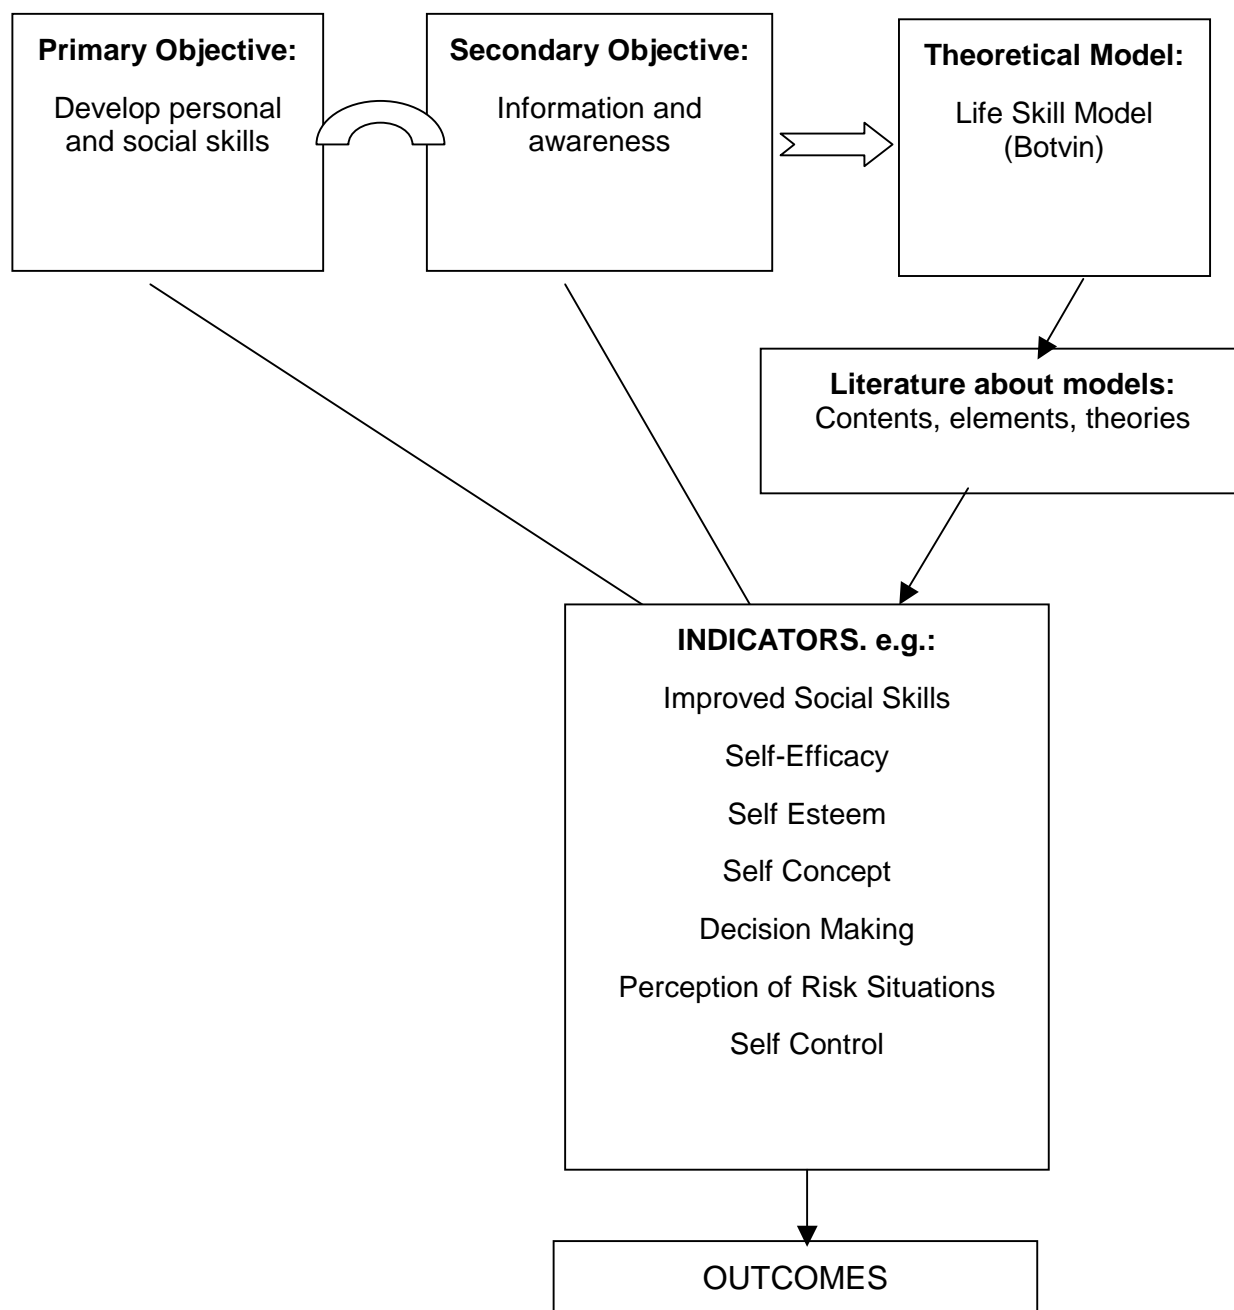 Primary Objective:
Develop personal
and social skills
Secondary Objective:
Information and
awareness
Theoretical Model:
Life Skill Model
(Botvin)
Literature about models:
Contents, elements, theories
INDICATORS. e.g.:
Improved Social Skills
Self-Efficacy
Self Esteem
Self Concept
Decision Making
Perception of Risk Situations
Self Control
OUTCOMES